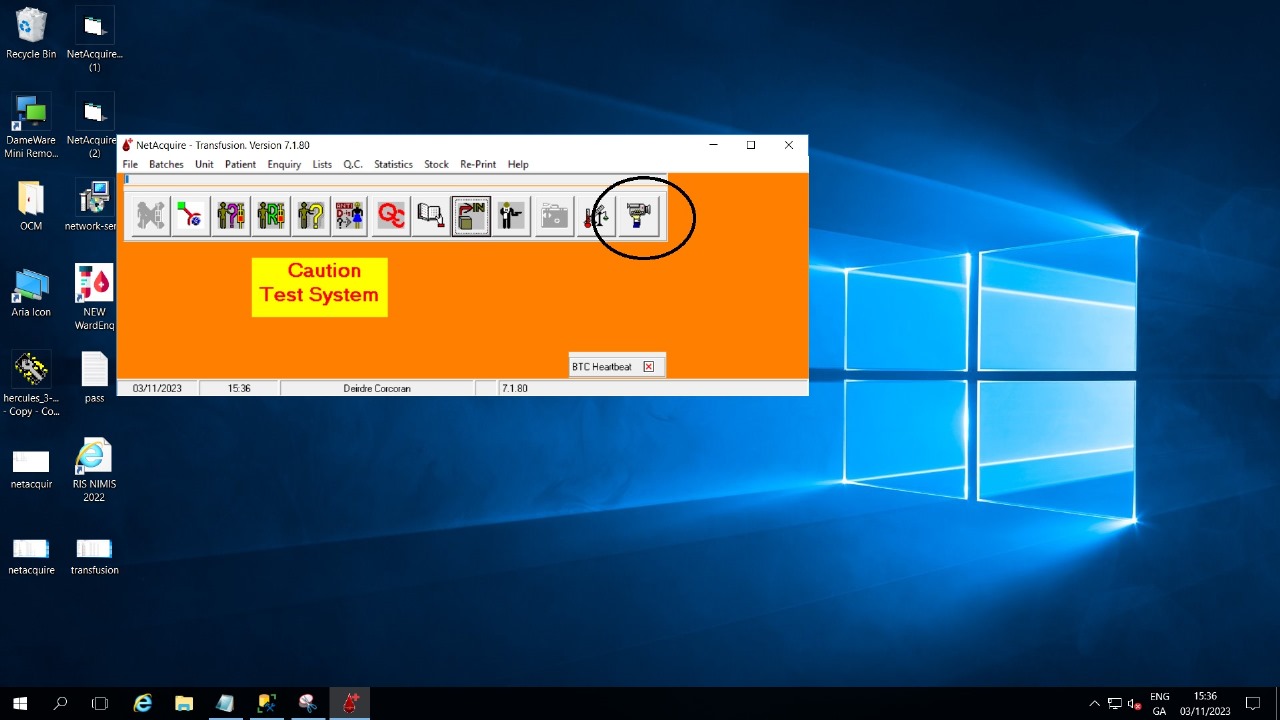 Recycle Bin
NetAcquire...
(1)
DameWare
Mini Remo...
NetAcquire
(2)
OCM
network-ser
Aria Icon
NEW
WardEnq
hercules_3-...
- Copy - Co...
pass
netacquir
RIS NIMIS
2022
netacquire
transfusion
NetAcquire - Transfusion. Version 7.1.80
File Batches Unit Patient Enquiry Lists Q.C. Statistics Stock Re-Print Help
QC
IN
Caution
Test System
BTC Heartbeat
03/11/2023 15:36 Deirdre Corcoran 7.1.80
ENG
GA
15:36
03/11/2023